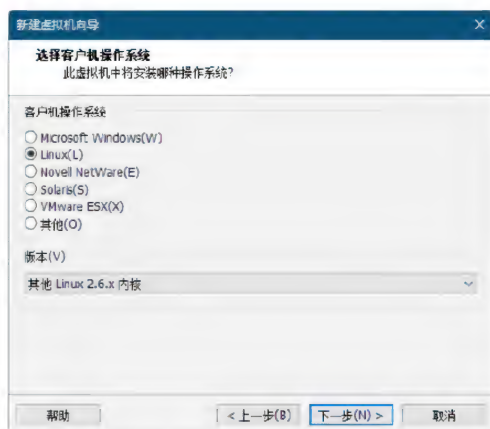 新建虚拟机向导
选择客户机操作系统
此虚拟机中将安装哪种操作系统?
客户机操作系统
Microsoft Windows(W)
Linux(L)
Novell NetWare(E)
Solaris(S)
VMware ESX(X)
其他(O)
版本(V)
其他 Linux 2.6.x 内核
帮助
< 上一步(B)
下一步(N) >
取消